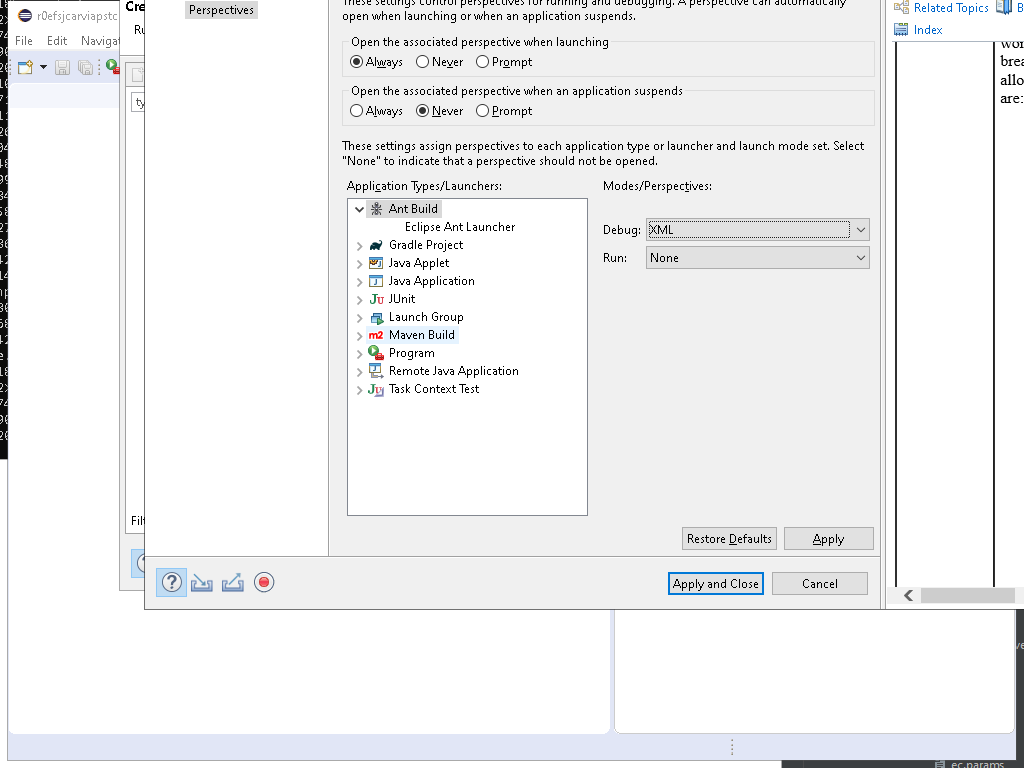 r0efsjcarviapstc
File Edit Naviga
Cre
Ru
ty
Filt
Perspectives
These settings control perspectives for running and debugging. A perspective can automatically
open when launching or when an application suspends.
Open the associated perspective when launching
Always Never Prompt
Open the associated perspective when an application suspends
Always Never Prompt
These settings assign perspectives to each application type or launcher and launch mode set. Select
"None" to indicate that a perspective should not be opened.
Application Types/Launchers:
Modes/Perspectives:
Ant Build
Eclipse Ant Launcher
Gradle Project
Java Applet
Java Application
JUnit
Launch Group
Maven Build
Program
Remote Java Application
Task Context Test
Debug: XML
Run: None
Restore Defaults Apply
Apply and Close Cancel
Related Topics B
Index
wor
brea
allo
are:
ec.params